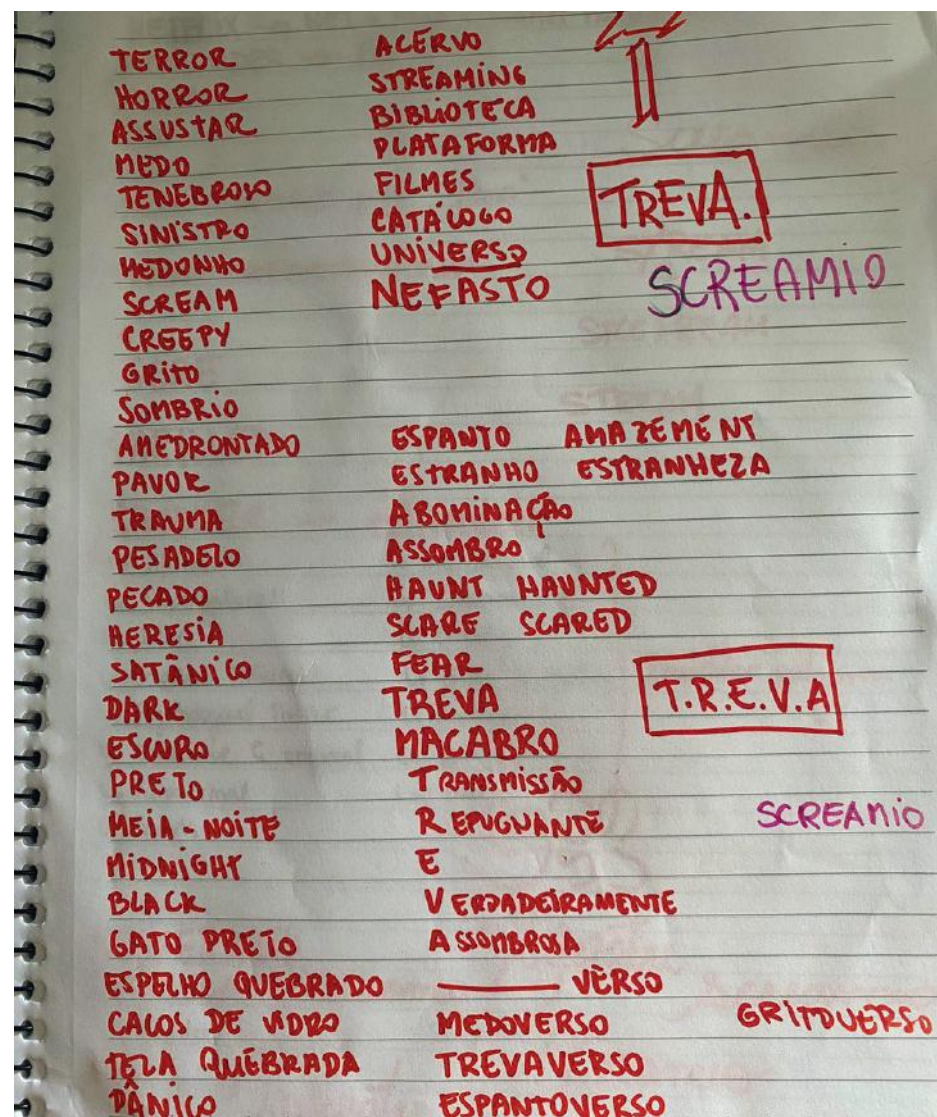 TERROR ACERVO
HORROR STREAMING
ASSUSTAR BIBLIOTECA
MEDO PLATAFORMA
TENEBROSO FILMES
SINISTRO CATÁLOGO TREVA.
MEDONHO UNIVERSO
SCREAM NEFASTO SCREAMIO
CREEPY
GRITO
SOMBRIO
AMEDRONTADO ESPANTO AMAZEMENT
PAVOR ESTRANHO ESTRANHEZA
TRAUMA ABOMINAÇÃO
PESADELO ASSOMBRO
PECADO HAUNT HAUNTED
HERESIA SCARE SCARED
SATÂNICO FEAR
DARK TREVA T.R.E.V.A
ESCURO MACABRO
PRETO TRANSMISSÃO
MEIA-NOITE REPUGNANTE SCREAMIO
MIDNIGHT E
BLACK VERDADEIRAMENTE
GATO PRETO ASSOMBROSA
ESPELHO QUEBRADO ——— VERSO
CACOS DE VIDRO MEDOVERSO GRITOVERSO
TELA QUEBRADA TREVAVERSO
PÂNICO ESPANTOVERSO